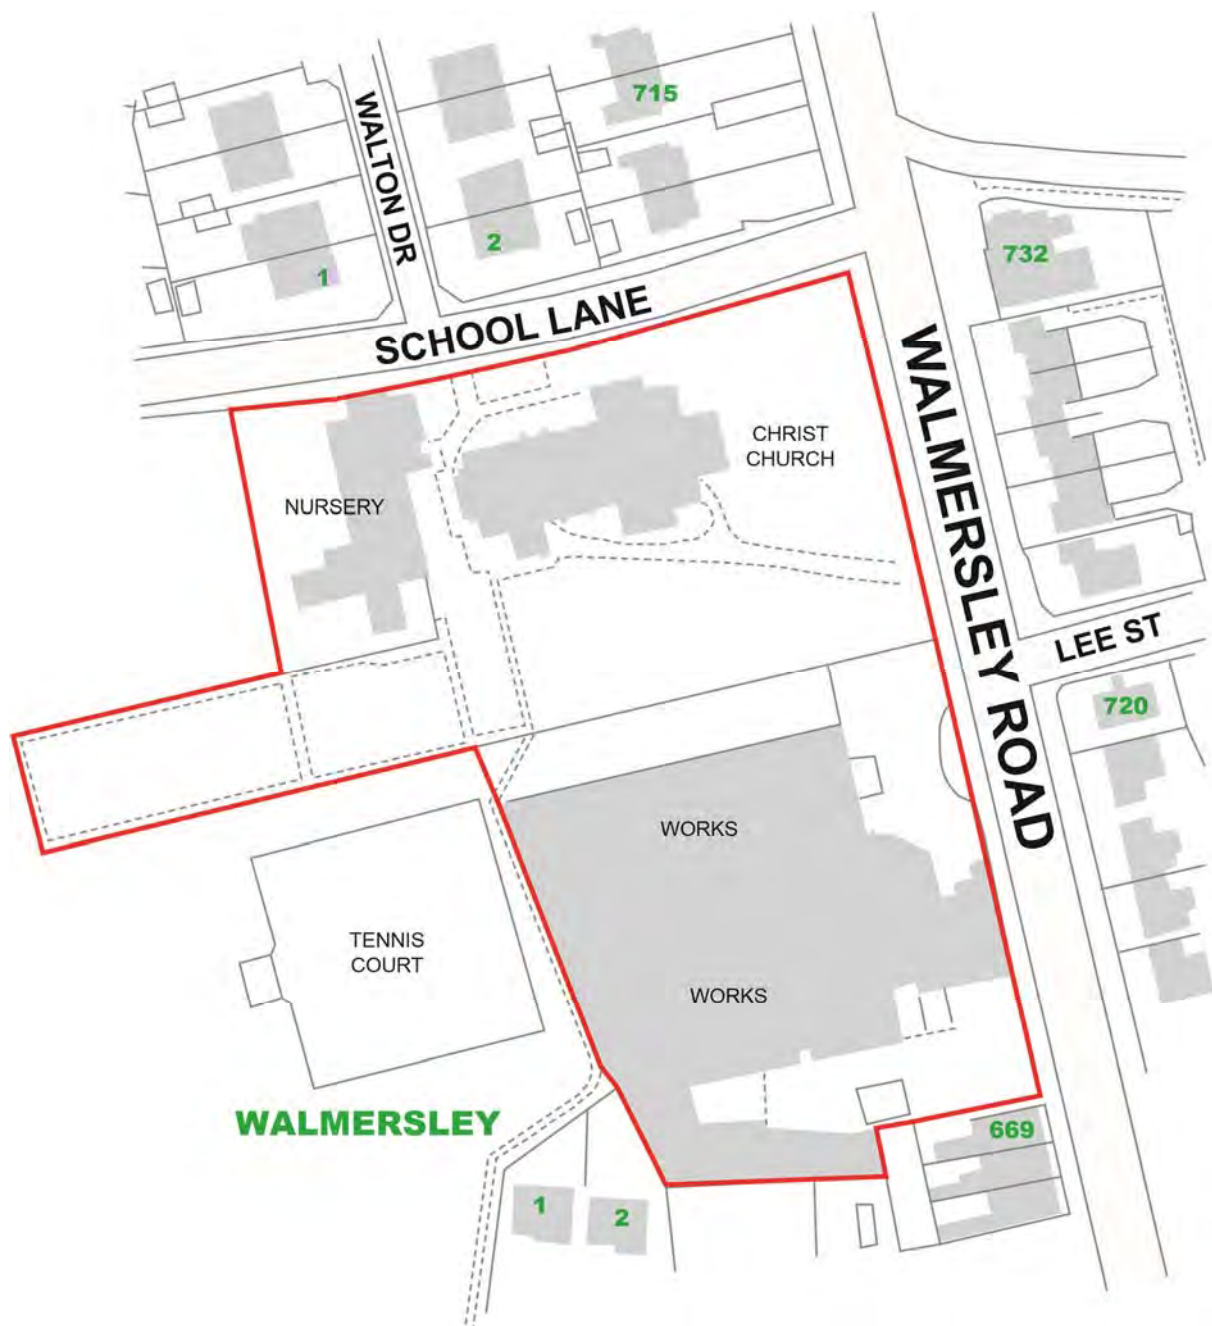 715
WALTON DR
2
1
732
SCHOOL LANE
WALMERSLEY ROAD
CHRIST
CHURCH
NURSERY
LEE ST
720
WORKS
TENNIS
COURT
WORKS
WALMERSLEY
669
1
2